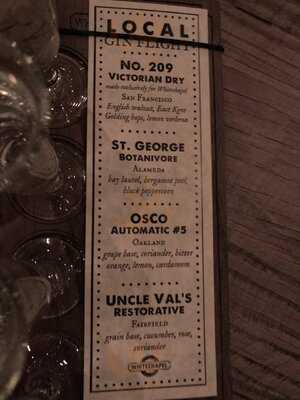 LOCAL
GIN FLIGHT
No. 209
VICTORIAN DRY
made exclusively for Whitechapel
SAN FRANCISCO
English walnut, East Kent
Golding hops, lemon verbena
ST. GEORGE
BOTANIVORE
ALAMEDA
bay laurel, bergamot peel,
black peppercorn
OSCO
AUTOMATIC #5
OAKLAND
grape base, coriander, bitter
orange, lemon, cardamom
UNCLE VAL'S
RESTORATIVE
FAIRFIELD
grain base, cucumber, rose,
coriander
WHITECHAPEL